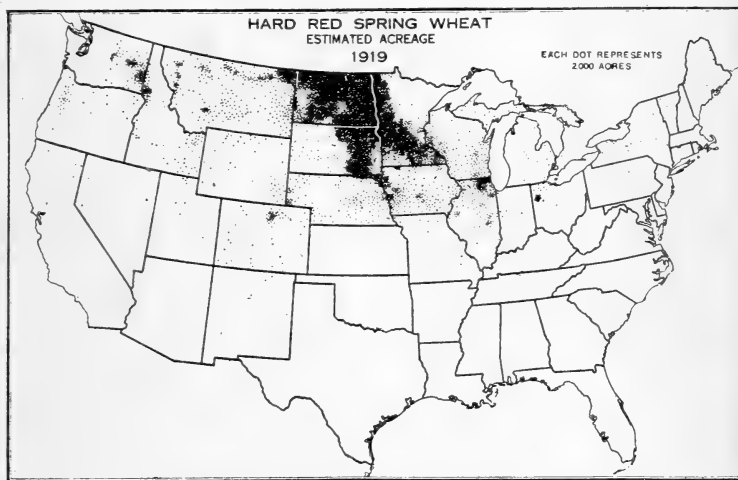 HARD RED SPRING WHEAT
ESTIMATED ACREAGE
1919
EACH DOT REPRESENTS
2,000 ACRES